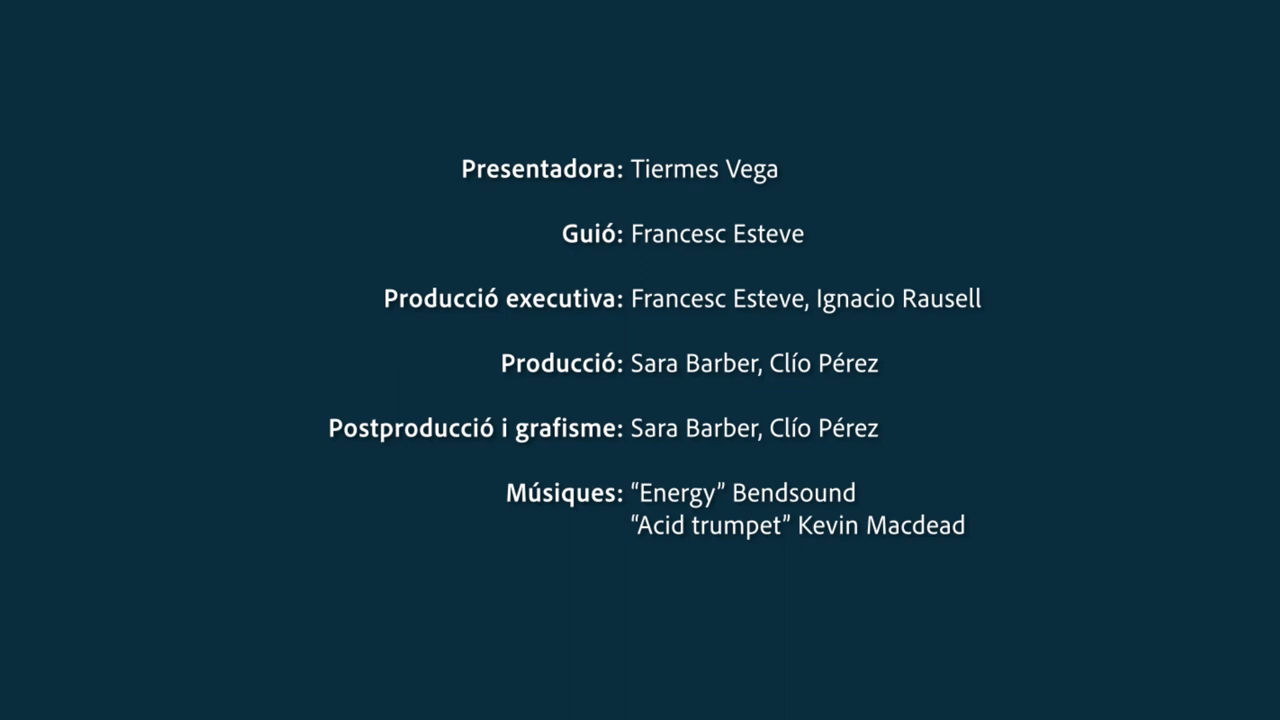 Presentadora: Tiermes Vega
Guió: Francesc Esteve
Producció executiva: Francesc Esteve, Ignacio Rausell
Producció: Sara Barber, Clío Pérez
Postproducció i grafisme: Sara Barber, Clío Pérez
Músiques: “Energy” Bendsound
“Acid trumpet” Kevin Macdead